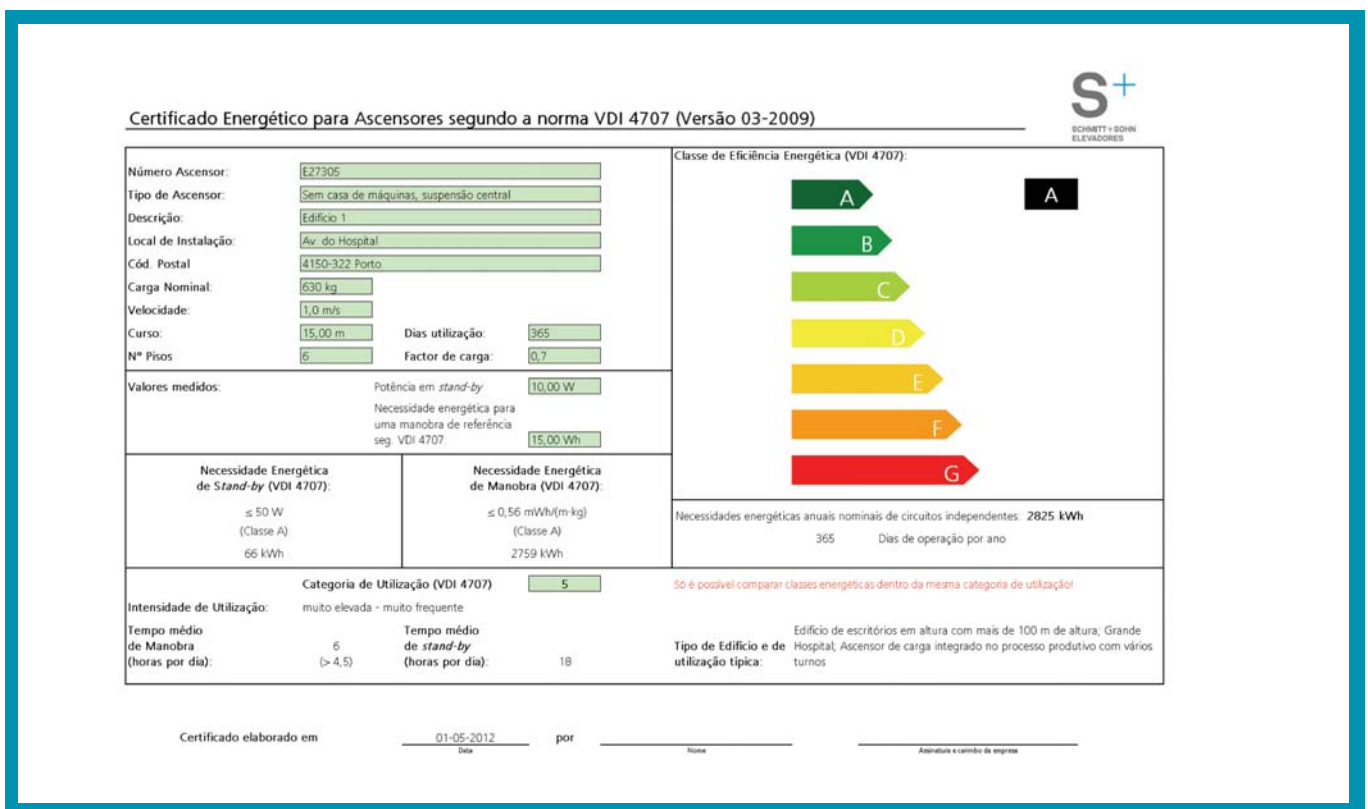 S+
SCHMITT+SOHN
ELEVADORES
Certificado Energético para Ascensores segundo a norma VDI 4707 (Versão 03-2009)
Número Ascensor: E27305
Tipo de Ascensor: Sem casa de máquinas, suspensão central
Descrição: Edifício 1
Local de Instalação: Av. do Hospital
Cód. Postal 4150-322 Porto
Carga Nominal: 630 kg
Velocidade: 1,0 m/s
Curso: 15,00 m Dias utilização: 365
Nº Pisos 6 Factor de carga: 0,7
Classe de Eficiência Energética (VDI 4707):
A A
B
C
D
E
F
G
Valores medidos: Potência em stand-by 10,00 W
Necessidade energética para
uma manobra de referência
seg. VDI 4707: 15,00 Wh
Necessidade Energética
de Stand-by (VDI 4707):
≤ 50 W
(Classe A)
66 kWh
Necessidade Energética
de Manobra (VDI 4707):
≤ 0,56 mWh/(m·kg)
(Classe A)
2759 kWh
Necessidades energéticas anuais nominais de circuitos independentes: 2825 kWh
365 Dias de operação por ano
Categoria de Utilização (VDI 4707) 5
Só é possível comparar classes energéticas dentro da mesma categoria de utilização!
Intensidade de Utilização: muito elevada - muito frequente
Tempo médio
de Manobra 6
(horas por dia): (> 4,5)
Tempo médio
de stand-by
(horas por dia): 18
Tipo de Edifício e de
utilização típica:
Edifício de escritórios em altura com mais de 100 m de altura; Grande
Hospital; Ascensor de carga integrado no processo produtivo com vários
turnos
Certificado elaborado em 01-05-2012 por
Data Nome Assinatura e carimbo da empresa